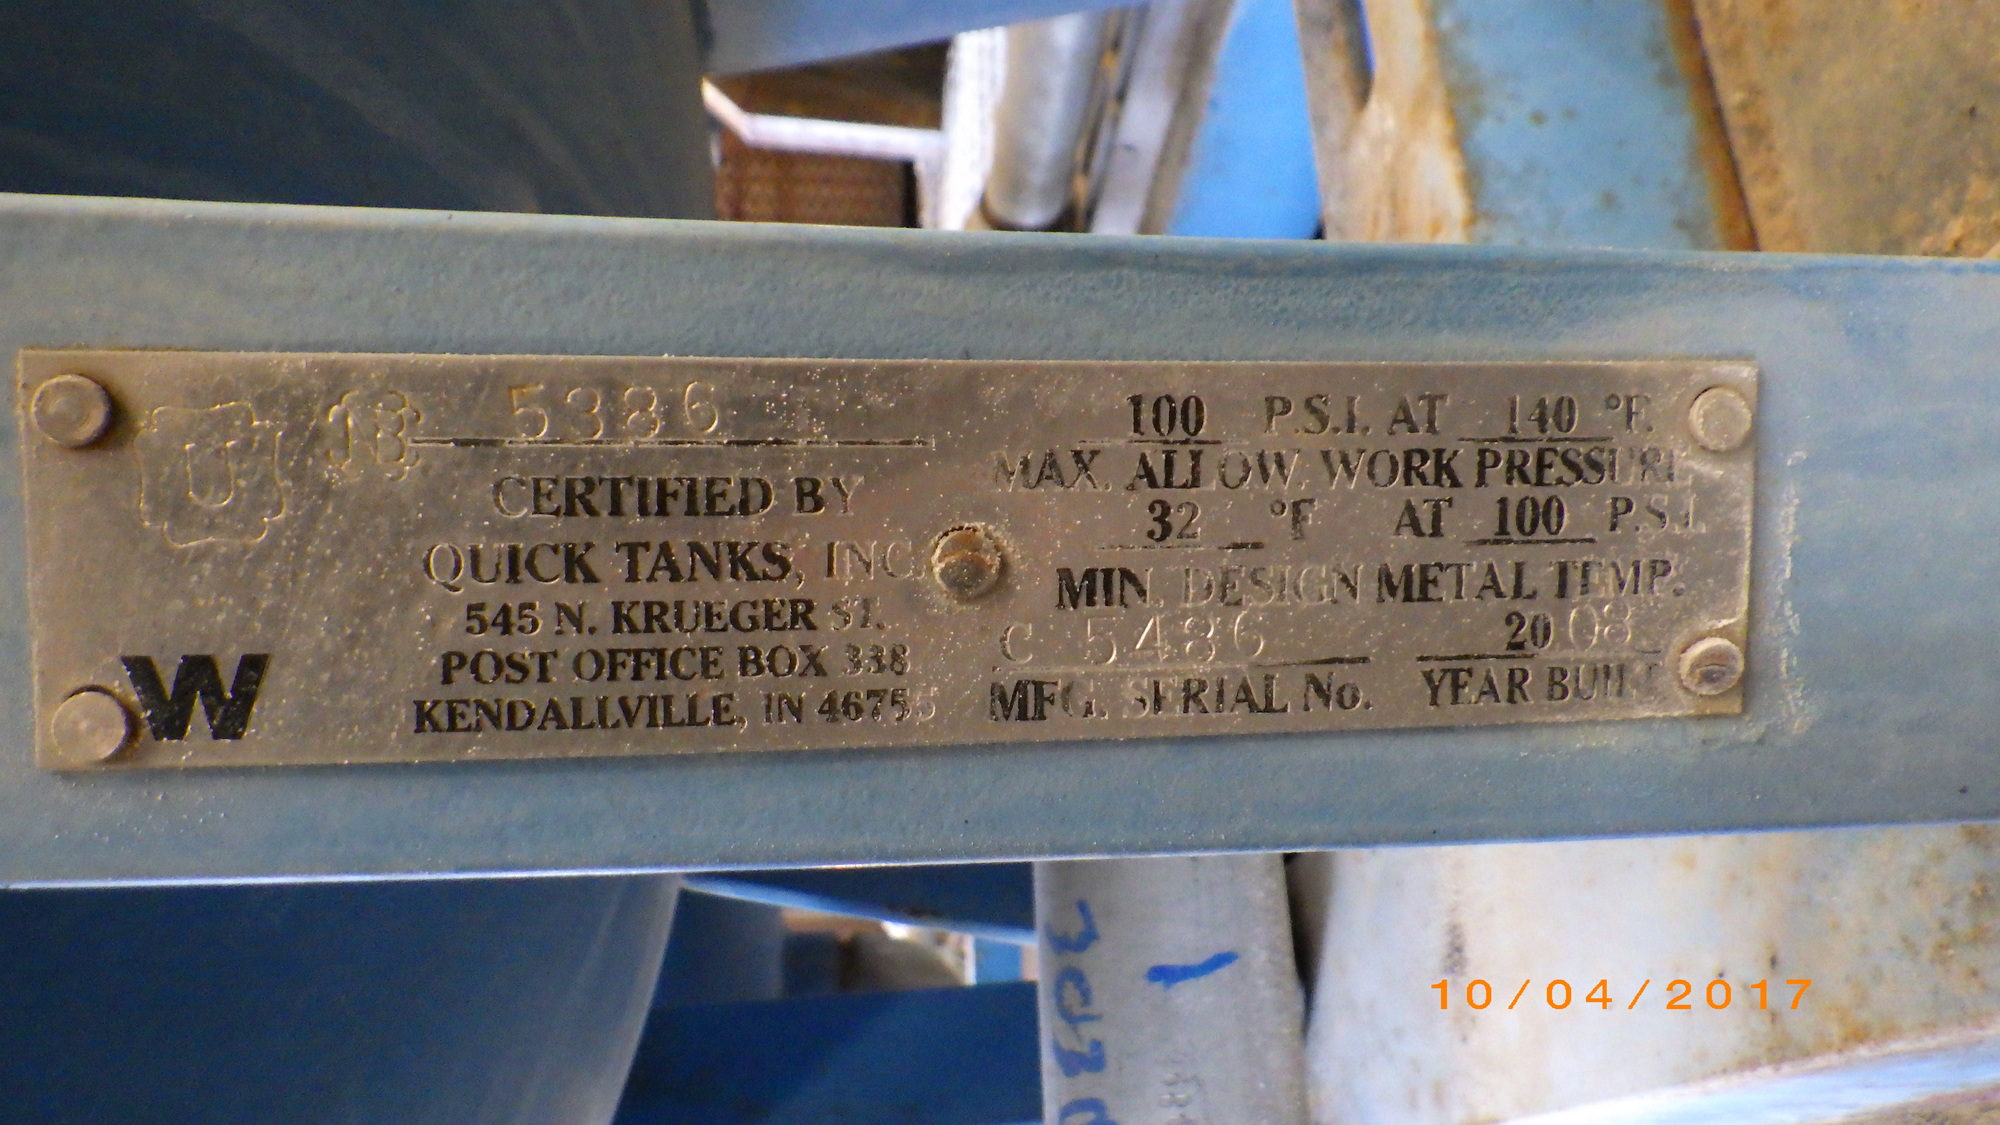 U NB 5386
CERTIFIED BY
QUICK TANKS, INC.
545 N. KRUEGER ST.
POST OFFICE BOX 338
KENDALLVILLE, IN 46755
W
100 P.S.I. AT 140 °F.
MAX. ALLOW. WORK PRESSURE
32 °F AT 100 P.S.I.
MIN. DESIGN METAL TEMP.
C 5486 2008
MFG. SERIAL No. YEAR BUILT
10/04/2017